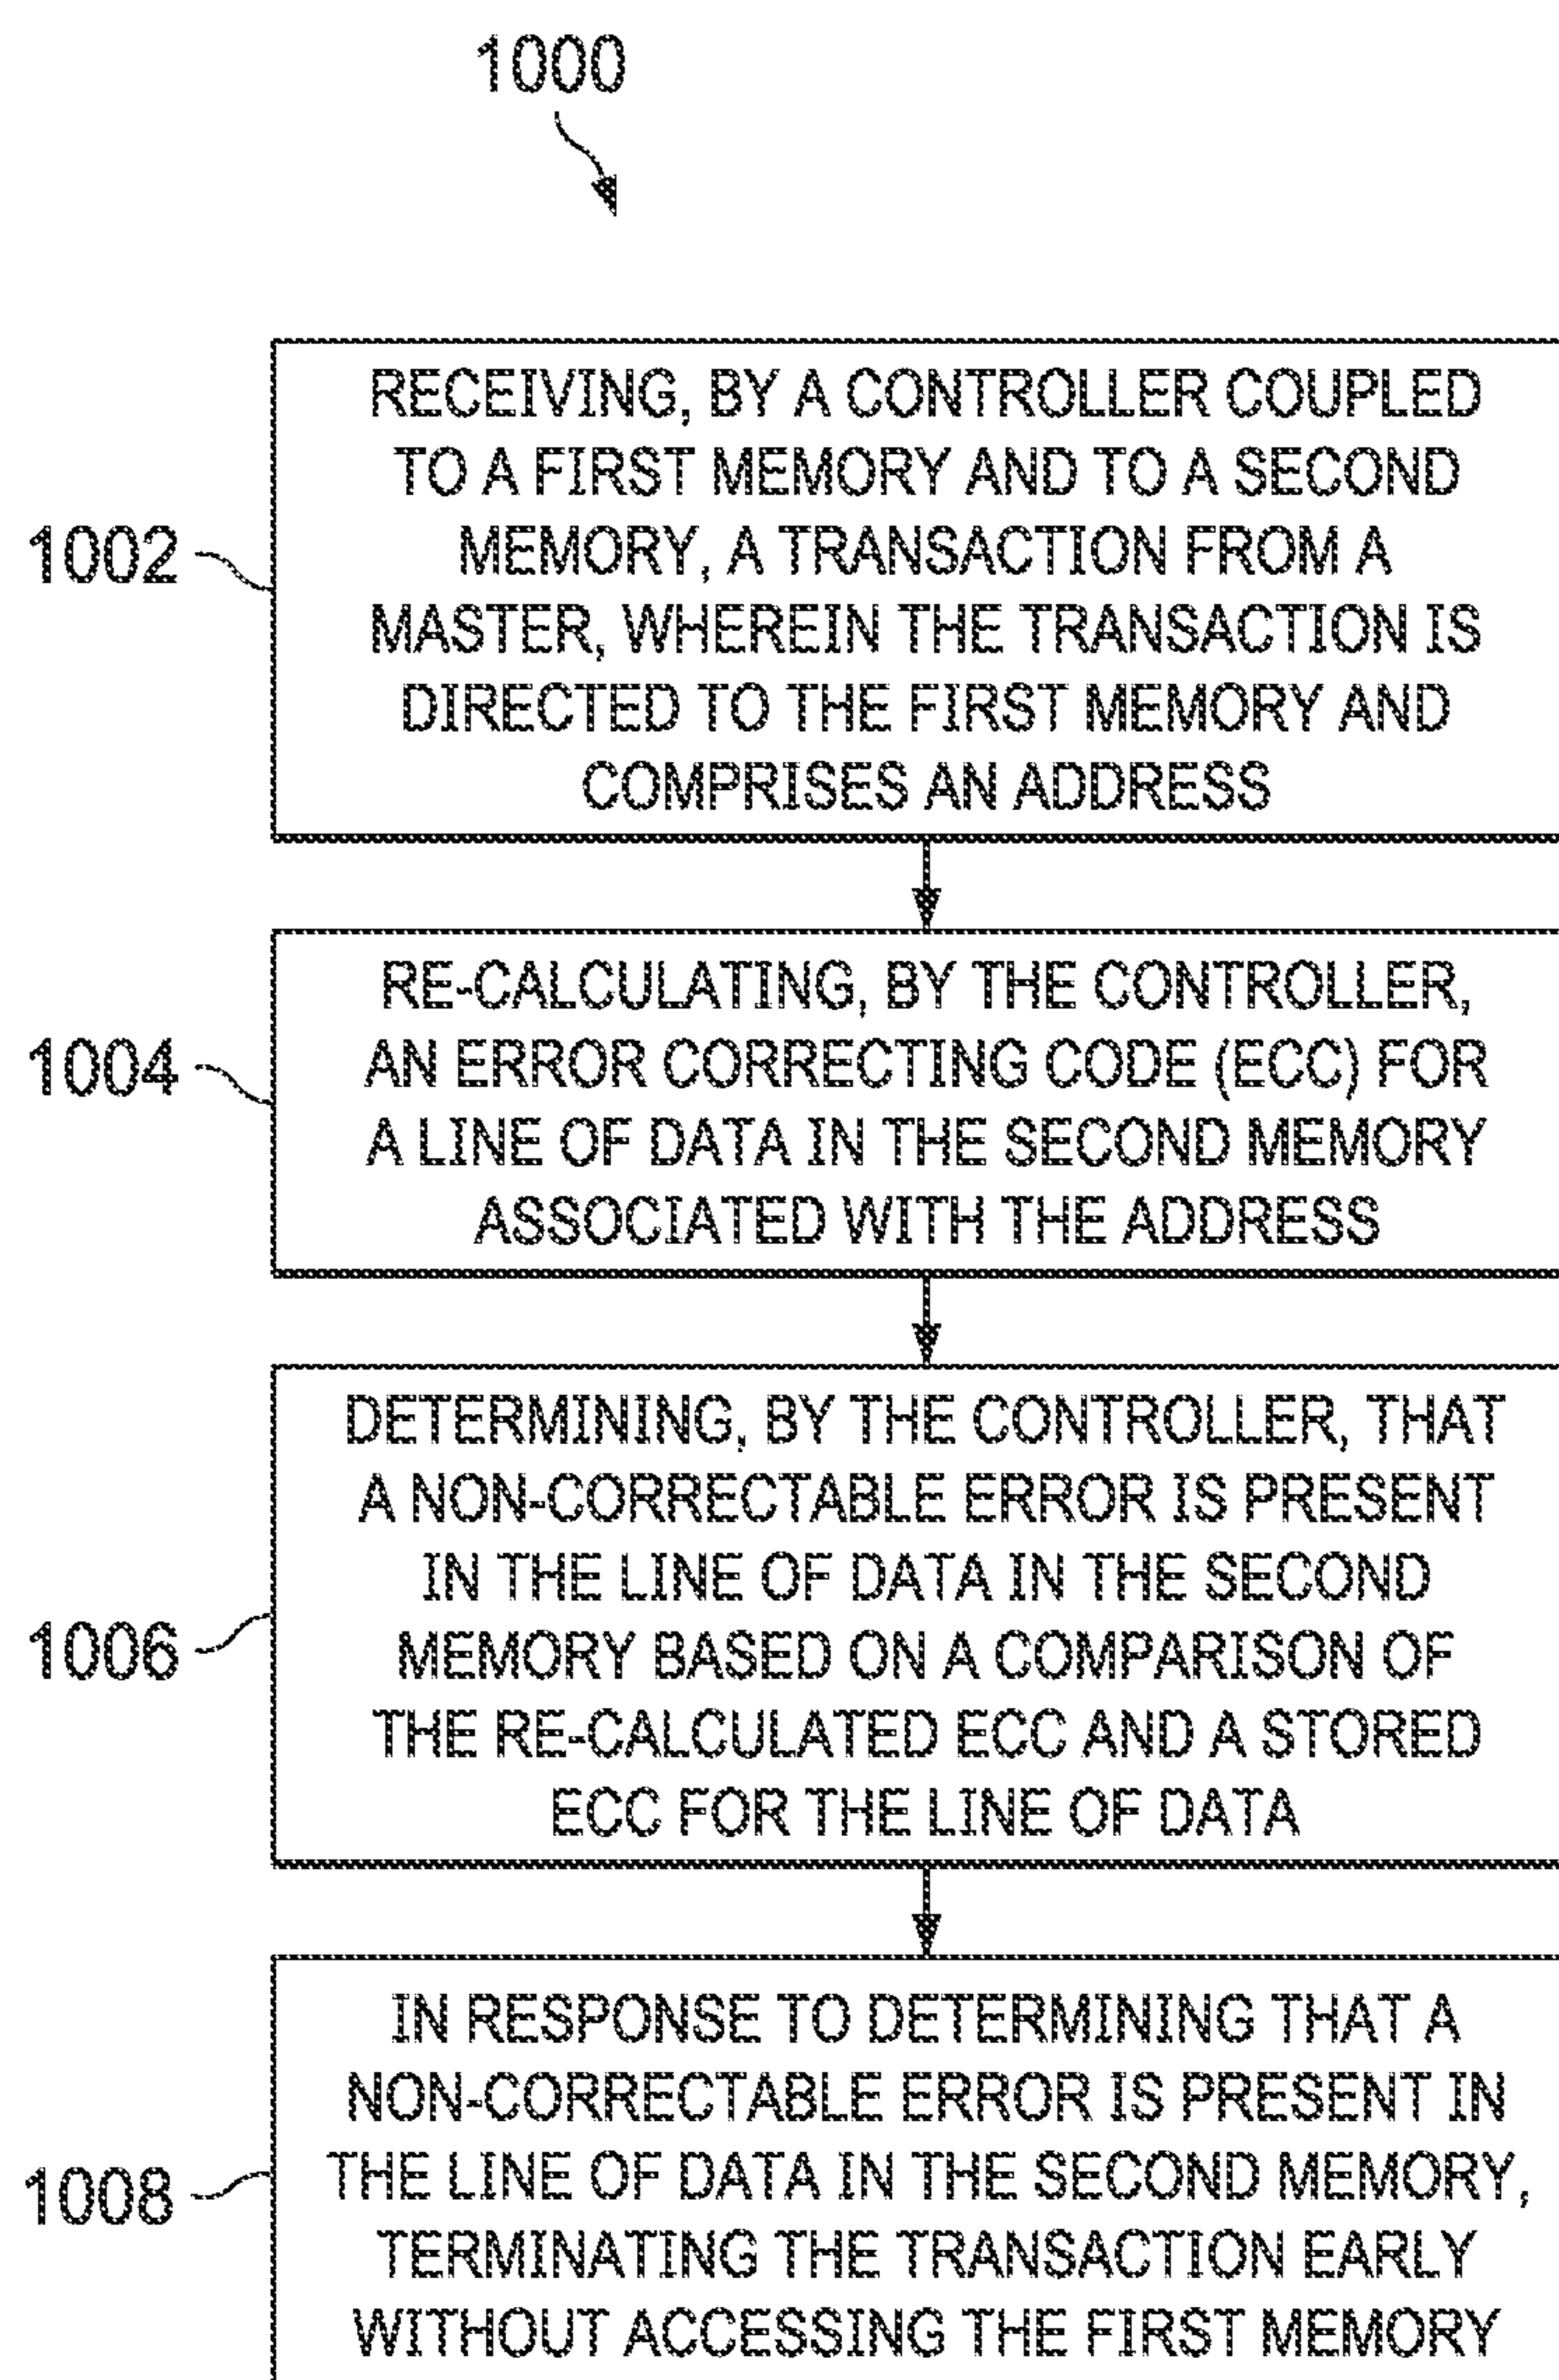 1000
RECEIVING, BY A CONTROLLER COUPLED
TO A FIRST MEMORY AND TO A SECOND
MEMORY, A TRANSACTION FROM A
MASTER, WHEREIN THE TRANSACTION IS
DIRECTED TO THE FIRST MEMORY AND
COMPRISES AN ADDRESS
1002
RE-CALCULATING, BY THE CONTROLLER,
AN ERROR CORRECTING CODE (ECC) FOR
A LINE OF DATA IN THE SECOND MEMORY
ASSOCIATED WITH THE ADDRESS
1004
DETERMINING, BY THE CONTROLLER, THAT
A NON-CORRECTABLE ERROR IS PRESENT
IN THE LINE OF DATA IN THE SECOND
MEMORY BASED ON A COMPARISON OF
THE RE-CALCULATED ECC AND A STORED
ECC FOR THE LINE OF DATA
1006
IN RESPONSE TO DETERMINING THAT A
NON-CORRECTABLE ERROR IS PRESENT IN
THE LINE OF DATA IN THE SECOND MEMORY,
TERMINATING THE TRANSACTION EARLY
WITHOUT ACCESSING THE FIRST MEMORY
1008